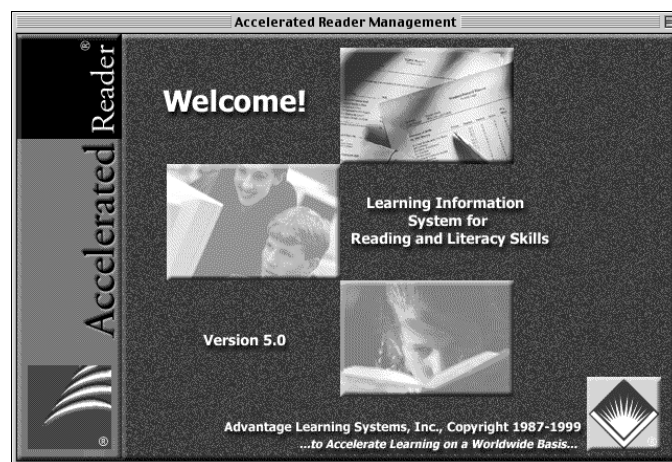 Accelerated Reader Management
Accelerated Reader®
Welcome!
Learning Information
System for
Reading and Literacy Skills
Version 5.0
Advantage Learning Systems, Inc., Copyright 1987-1999
...to Accelerate Learning on a Worldwide Basis...
®
®